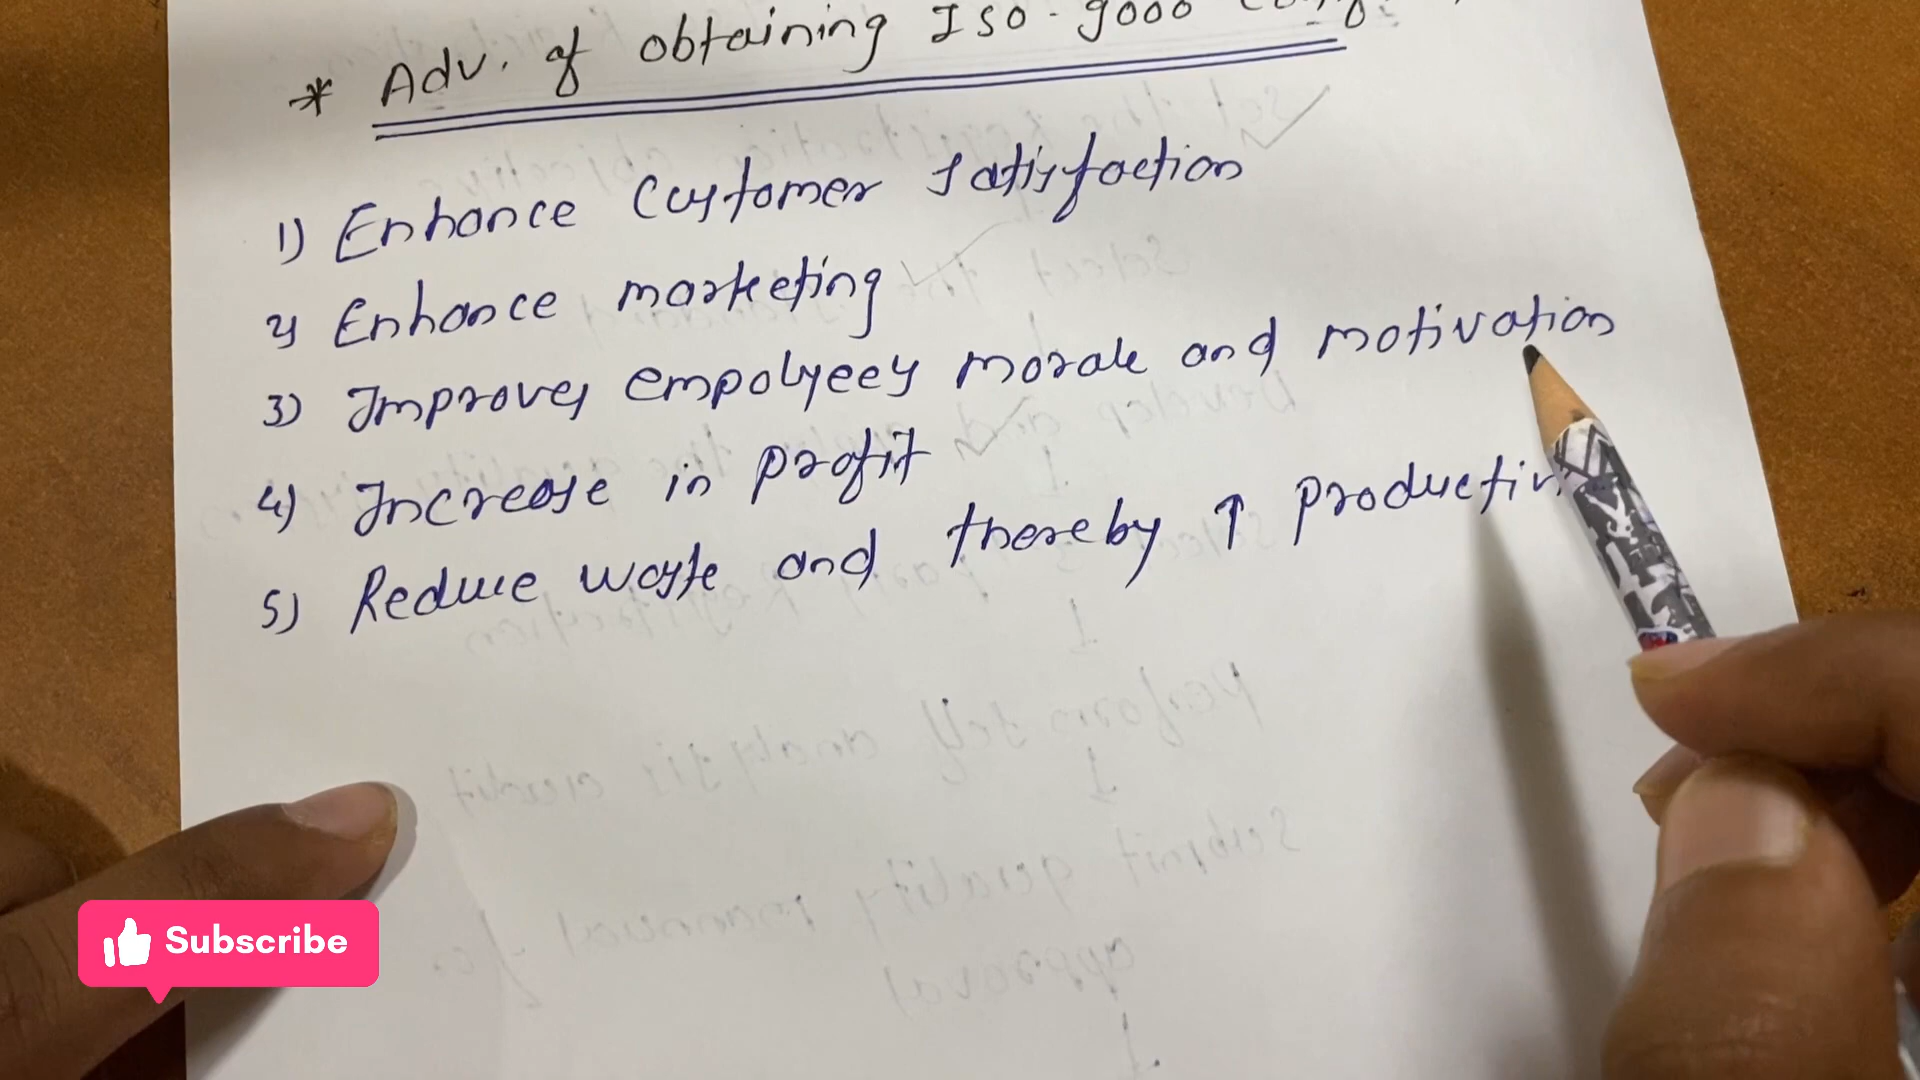 * Adv. of obtaining ISO-9000
1) Enhance Customer Satisfaction
2) Enhance marketing
3) Improves empolyees morale and motivation
4) Increase in profit
5) Reduce waste and thereby ↑
Subscribe